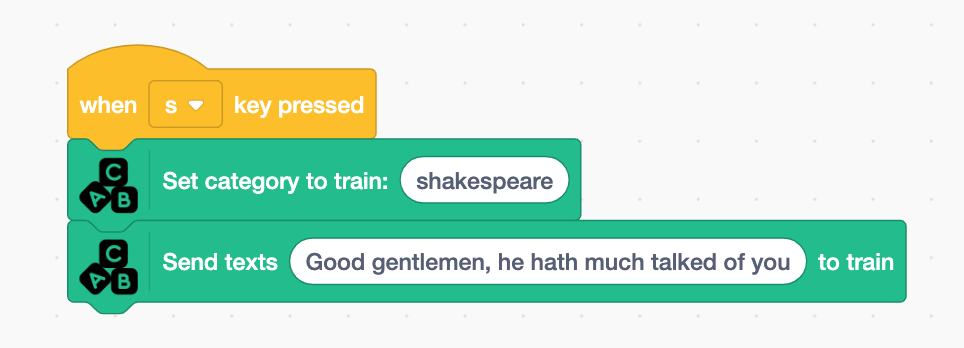 when s key pressed
C A B Set category to train: shakespeare
C A B Send texts Good gentlemen, he hath much talked of you to train